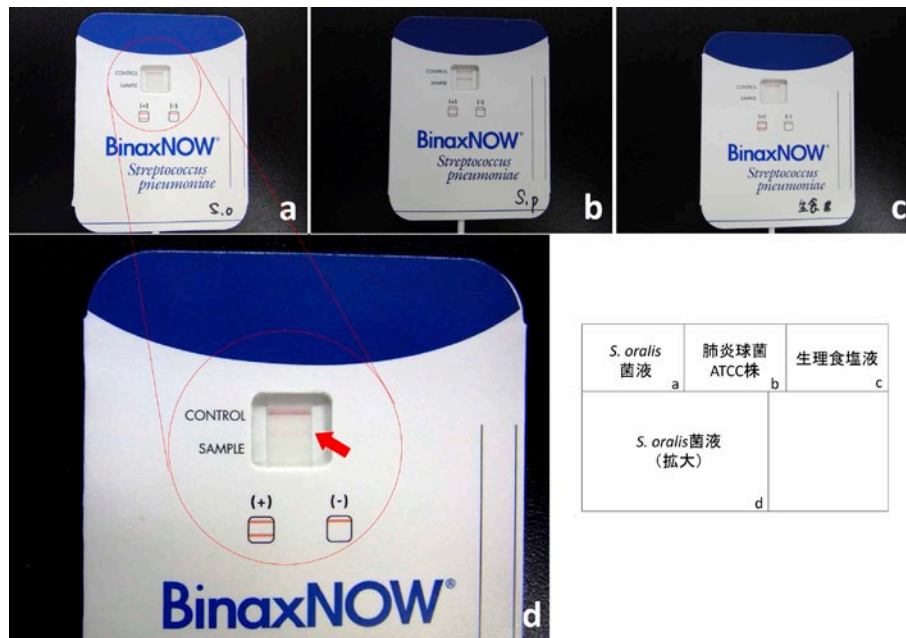 CONTROL
SAMPLE
(+) (-)
BinaxNOW®
Streptococcus
pneumoniae
S.O
a
CONTROL
SAMPLE
(+) (-)
BinaxNOW®
Streptococcus
pneumoniae
S.p
b
CONTROL
SAMPLE
(+) (-)
BinaxNOW®
Streptococcus
pneumoniae
生食
c
CONTROL
SAMPLE
(+) (-)
BinaxNOW®
d
S. oralis
菌液
a
肺炎球菌
ATCC株
b
生理食塩液
c
S. oralis菌液
(拡大)
d